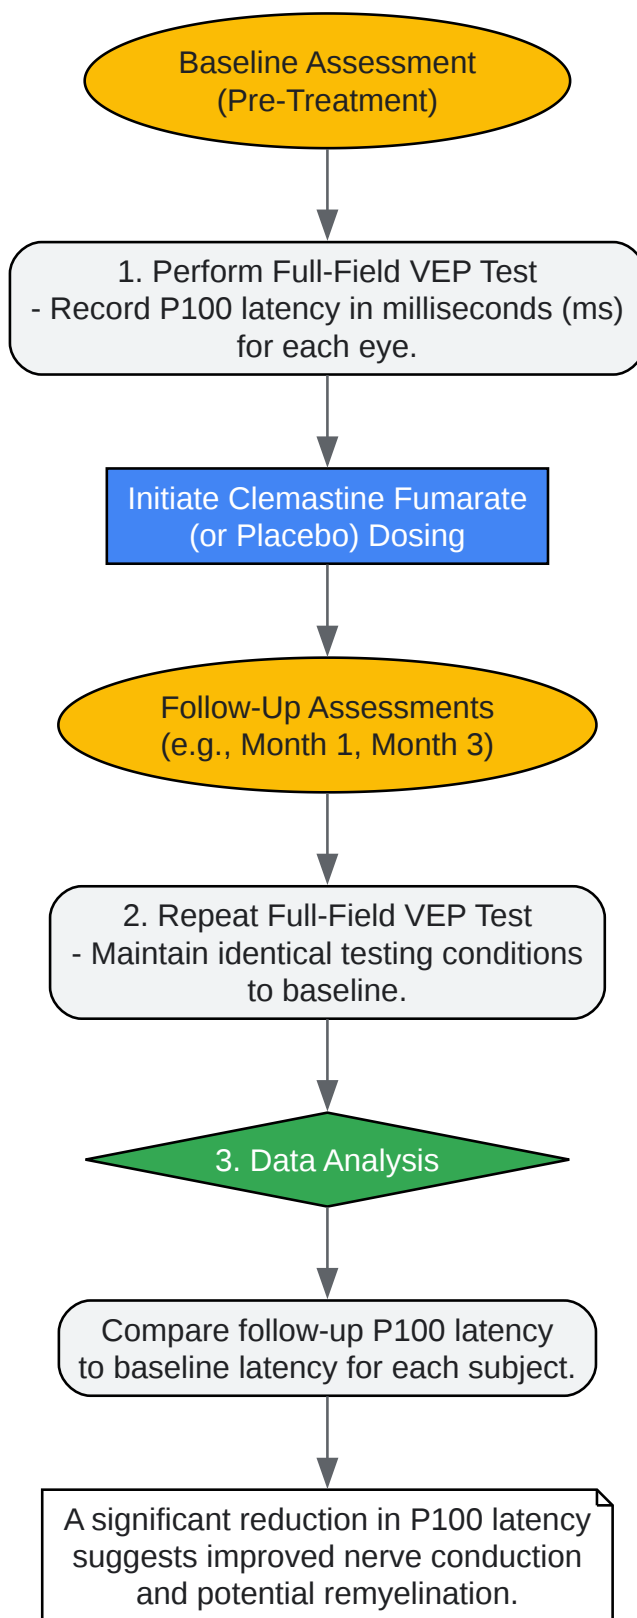 Baseline Assessment
(Pre-Treatment)
1. Perform Full-Field VEP Test
- Record P100 latency in milliseconds (ms)
for each eye.
Initiate Clemastine Fumarate
(or Placebo) Dosing
Follow-Up Assessments
(e.g., Month 1, Month 3)
2. Repeat Full-Field VEP Test
- Maintain identical testing conditions
to baseline.
3. Data Analysis
Compare follow-up P100 latency
to baseline latency for each subject.
A significant reduction in P100 latency
suggests improved nerve conduction
and potential remyelination.